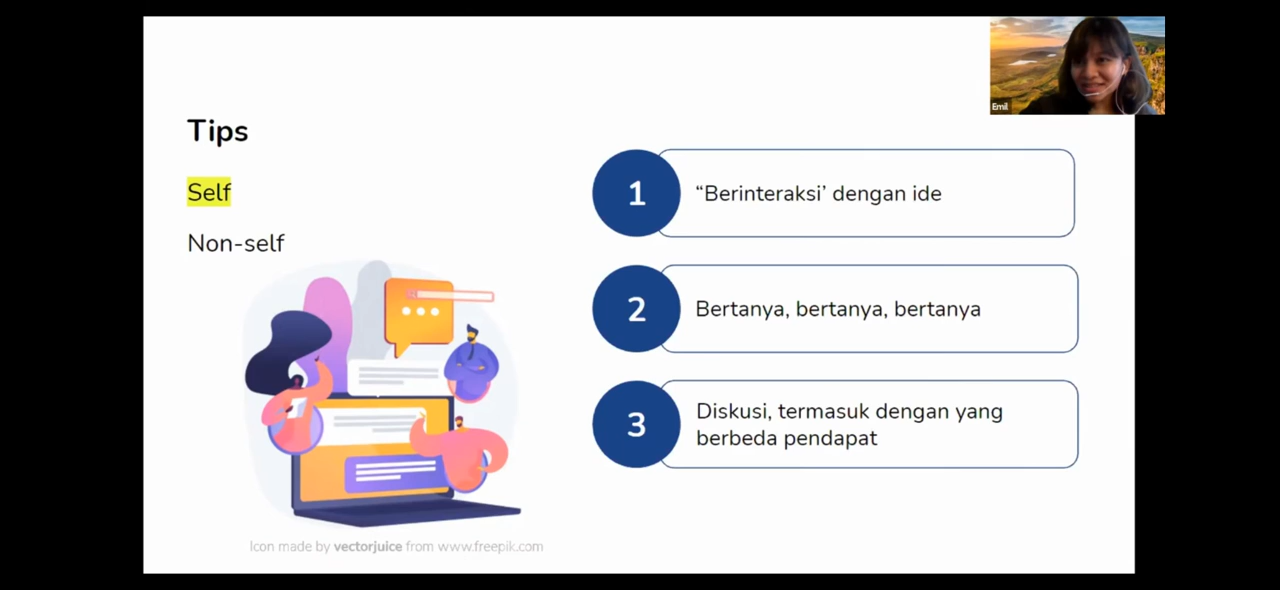 Emil
Tips
Self
Non-self
1
“Berinteraksi’ dengan ide
2
Bertanya, bertanya, bertanya
3
Diskusi, termasuk dengan yang
berbeda pendapat
Icon made by vectorjuice from www.freepik.com